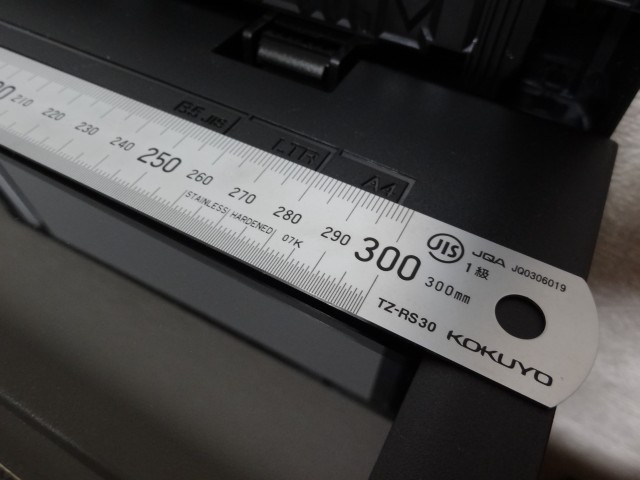 B5 JIS LTR A4
210 220 230 240 250 260 270 280 290 300 300mm
STAINLESS HARDENED 07K
JIS 1級 JQA JQ0306019
TZ-RS30 KOKUYO